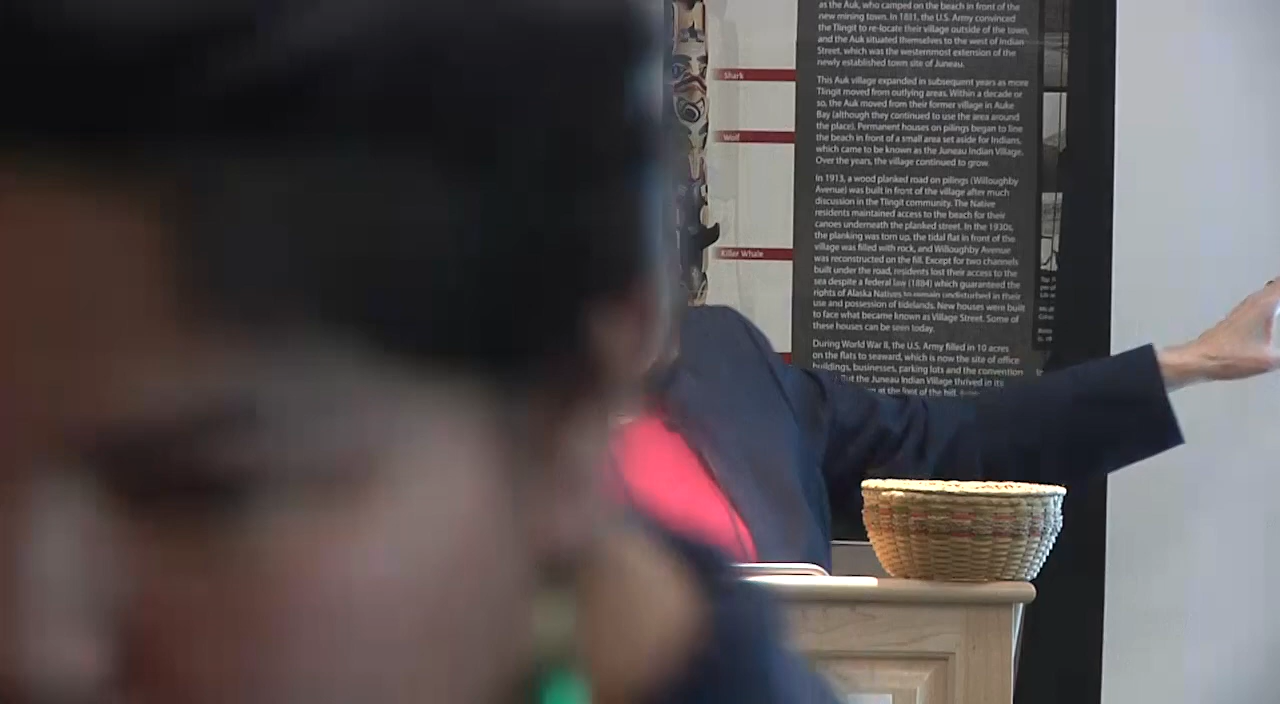 as the Auk, who camped on the beach in front of the
new mining town. In 1881, the U.S. Army convinced
the Tlingit to re-locate their village outside of the town,
and the Auk situated themselves to the west of Indian
Street, which was the westernmost extension of the
newly established town site of Juneau.
Shark
This Auk village expanded in subsequent years as more
Tlingit moved from outlying areas. Within a decade or
so, the Auk moved from their former village in Auke
Bay (although they continued to use the area around
the place). Permanent houses on pilings began to line
the beach in front of a small area set aside for Indians,
which came to be known as the Juneau Indian Village.
Over the years, the village continued to grow.
Wolf
In 1913, a wood planked road on pilings (Willoughby
Avenue) was built in front of the village after much
discussion in the Tlingit community. The Native
residents maintained access to the beach for their
canoes underneath the planked street. In the 1930s,
the planking was torn up, the tidal flat in front of the
village was filled with rock, and Willoughby Avenue
was reconstructed on the fill. Except for two channels
built under the road, residents lost their access to the
sea despite a federal law (1884) which guaranteed the
rights of Alaska Natives to remain undisturbed in their
use and possession of tidelands. New houses were built
to face what became known as Village Street. Some of
these houses can be seen today.
Killer Whale
During World War II, the U.S. Army filled in 10 acres
on the flats to seaward, which is now the site of office
buildings, businesses, parking lots and the convention
But the Juneau Indian Village thrived in its
at the foot of the hill.